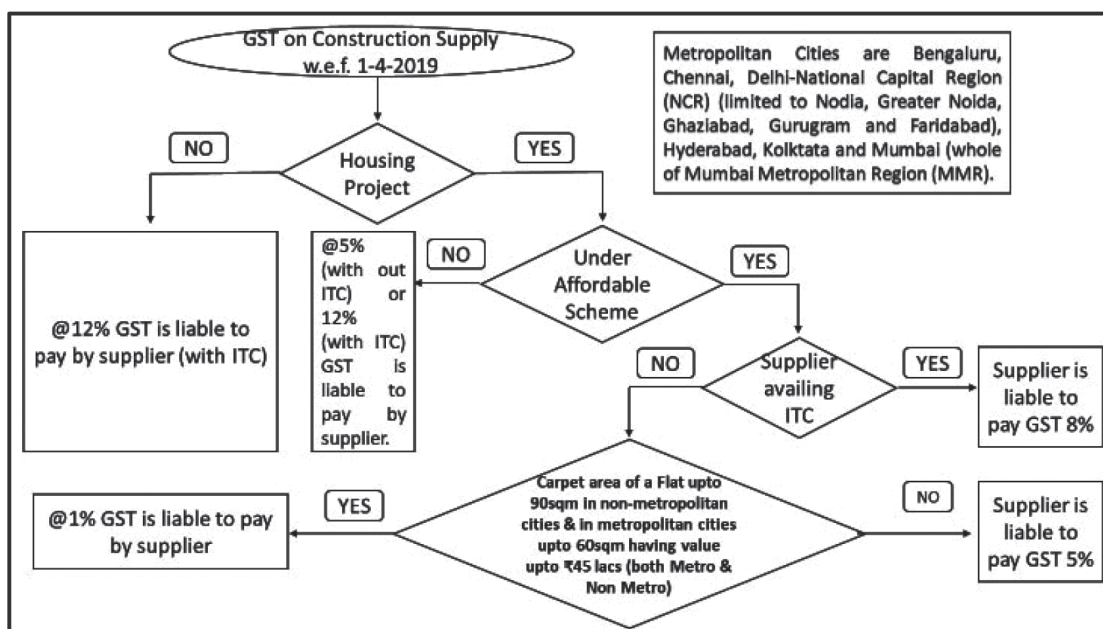 GST on Construction Supply
w.e.f. 1-4-2019
Metropolitan Cities are Bengaluru,
Chennai, Delhi-National Capital Region
(NCR) (limited to Nodia, Greater Noida,
Ghaziabad, Gurugram and Faridabad),
Hyderabad, Kolktata and Mumbai (whole
of Mumbai Metropolitan Region (MMR).
NO
YES
Housing
Project
@12% GST is liable to
pay by supplier (with ITC)
@5%
(with out
ITC) or
12%
(with ITC)
GST is
liable to
pay by
supplier.
NO
Under
Affordable
Scheme
YES
NO
Supplier
availing
ITC
YES
Supplier is
liable to
pay GST 8%
@1% GST is liable to pay
by supplier
YES
Carpet area of a Flat upto
90sqm in non-metropolitan
cities & in metropolitan cities
upto 60sqm having value
upto ₹45 lacs (both Metro &
Non Metro)
NO
Supplier is
liable to
pay GST 5%